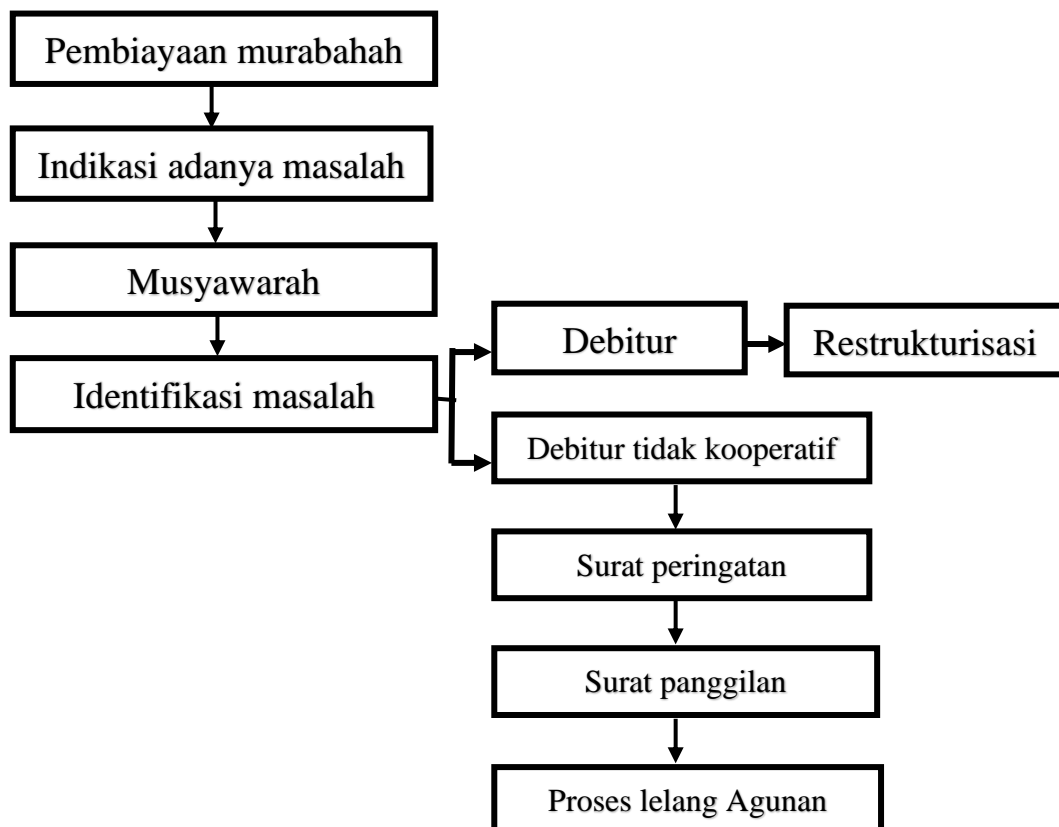 Pembiayaan murabahah
Indikasi adanya masalah
Musyawarah
Identifikasi masalah
Debitur
Restrukturisasi
Debitur tidak kooperatif
Surat peringatan
Surat panggilan
Proses lelang Agunan